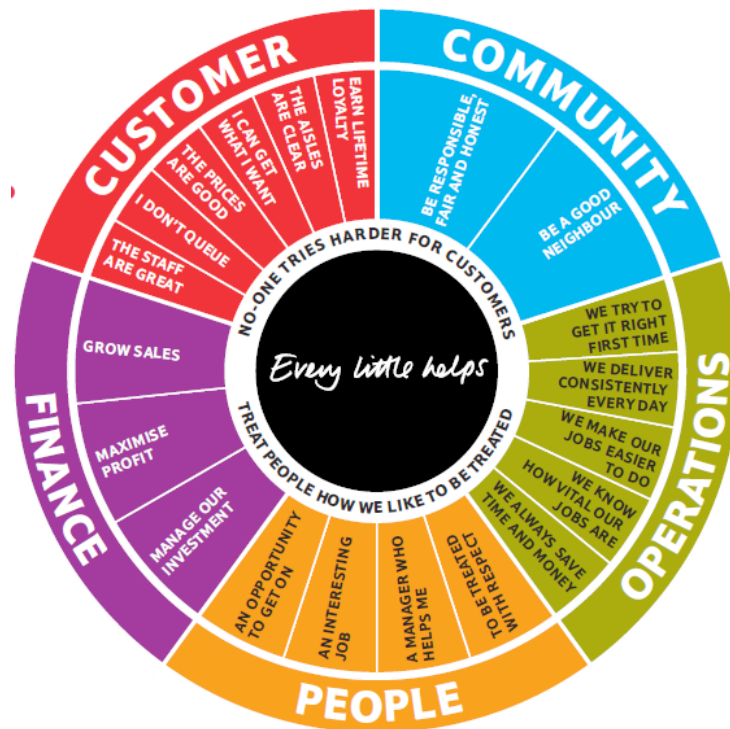 CUSTOMER
EARN LIFETIME
LOYALTY
THE AISLES
ARE CLEAR
I CAN GET
WHAT I WANT
THE PRICES
ARE GOOD
I DON'T QUEUE
THE STAFF
ARE GREAT
COMMUNITY
BE RESPONSIBLE,
FAIR AND HONEST
BE A GOOD
NEIGHBOUR
OPERATIONS
WE TRY TO
GET IT RIGHT
FIRST TIME
WE DELIVER
CONSISTENTLY
EVERY DAY
WE MAKE OUR
JOBS EASIER
TO DO
WE KNOW
HOW VITAL OUR
JOBS ARE
WE ALWAYS SAVE
TIME AND MONEY
PEOPLE
TO BE TREATED
WITH RESPECT
A MANAGER WHO
HELPS ME
AN INTERESTING
JOB
AN OPPORTUNITY
TO GET ON
FINANCE
MANAGE OUR
INVESTMENT
MAXIMISE
PROFIT
GROW SALES
NO-ONE TRIES HARDER FOR CUSTOMERS
Every little helps
TREAT PEOPLE HOW WE LIKE TO BE TREATED